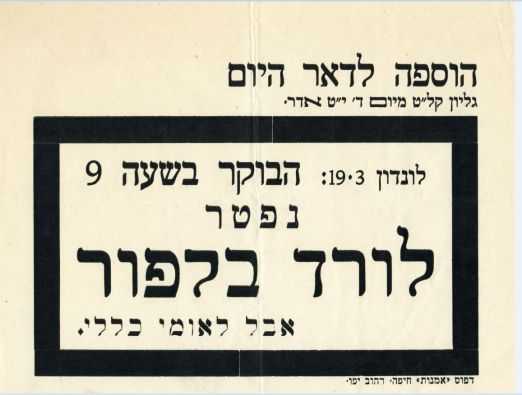 הוספה לדאר היום
גליון קל״ט מיום ד׳ י״ט אדר.
לונדון 19.3: הבוקר בשעה 9
נפטר
לורד בלפור
אבל לאומי כללי.
דפוס «אמנות» חיפה, רחוב יפו.